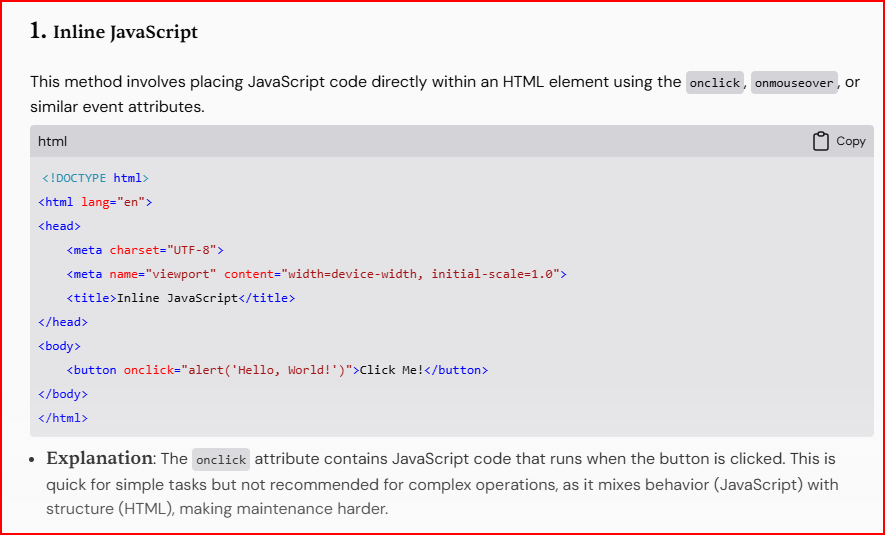 1. Inline JavaScript
This method involves placing JavaScript code directly within an HTML element using the onclick, onmouseover, or
similar event attributes.
html Copy
<!DOCTYPE html>
<html lang="en">
<head>
    <meta charset="UTF-8">
    <meta name="viewport" content="width=device-width, initial-scale=1.0">
    <title>Inline JavaScript</title>
</head>
<body>
    <button onclick="alert('Hello, World!')">Click Me!</button>
</body>
</html>
• Explanation: The onclick attribute contains JavaScript code that runs when the button is clicked. This is
quick for simple tasks but not recommended for complex operations, as it mixes behavior (JavaScript) with
structure (HTML), making maintenance harder.